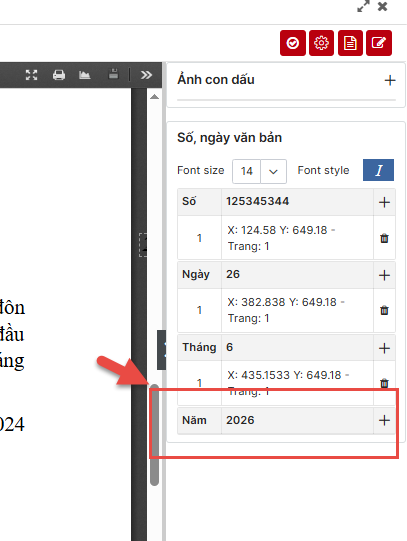 Ảnh con dấu
Số, ngày văn bản
Font size 14 Font style I
Số 125345344
1 X: 124.58 Y: 649.18 -
Trang: 1
Ngày 26
1 X: 382.838 Y: 649.18 -
Trang: 1
đôn
đầu
Tháng 6
áng
1 X: 435.1533 Y: 649.18 -
Trang: 1
Năm 2026
024